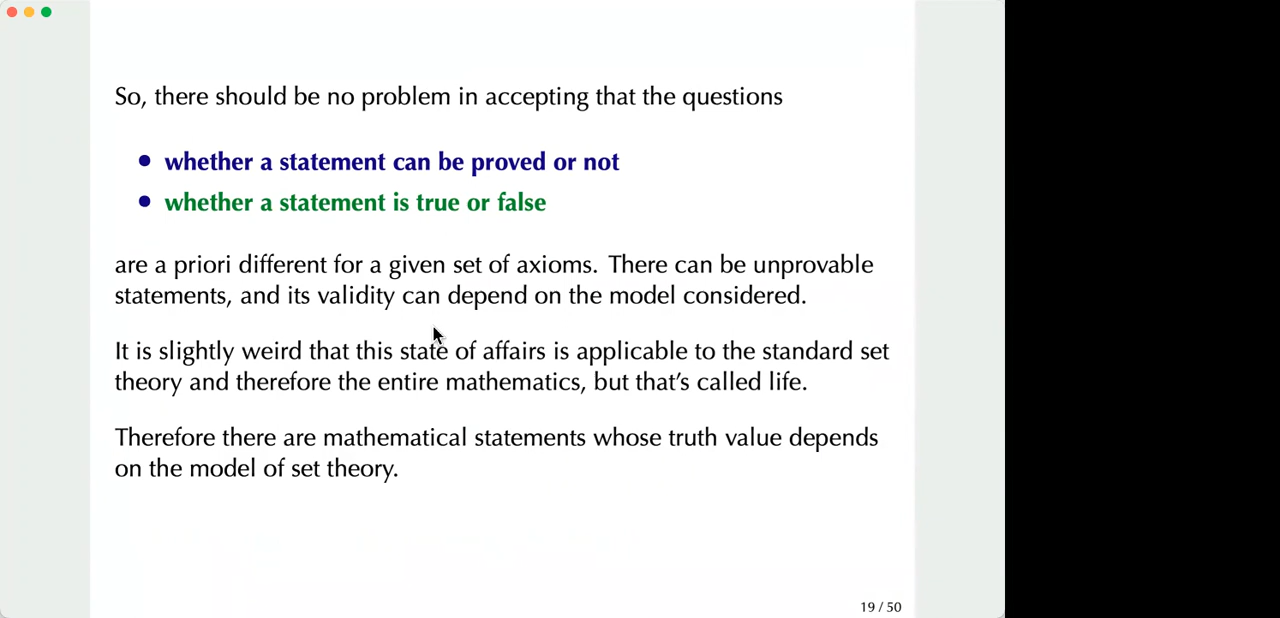 So, there should be no problem in accepting that the questions
• whether a statement can be proved or not
• whether a statement is true or false
are a priori different for a given set of axioms. There can be unprovable
statements, and its validity can depend on the model considered.
It is slightly weird that this state of affairs is applicable to the standard set
theory and therefore the entire mathematics, but that’s called life.
Therefore there are mathematical statements whose truth value depends
on the model of set theory.
19 / 50